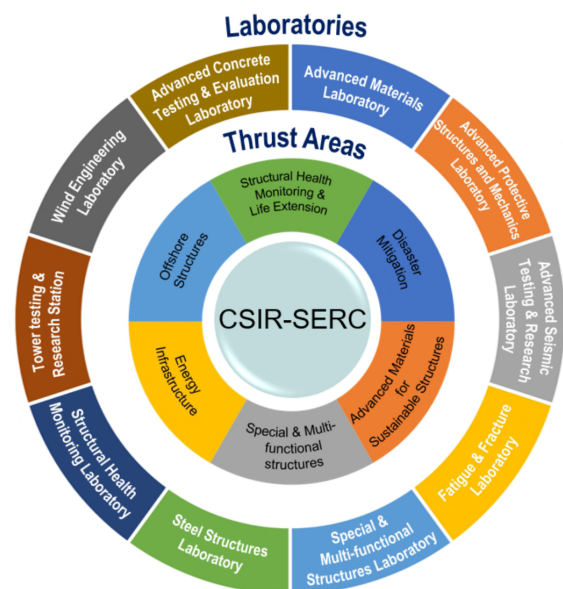 Laboratories
Advanced Concrete
Testing & Evaluation
Laboratory
Advanced Materials
Laboratory
Advanced Protective
Structures and Mechanics
Laboratory
Advanced Seismic
Testing & Research
Laboratory
Fatigue & Fracture
Laboratory
Special &
Multi-functional
Structures Laboratory
Steel Structures
Laboratory
Structural Health
Monitoring Laboratory
Tower testing &
Research Station
Wind Engineering
Laboratory
Thrust Areas
Structural Health
Monitoring &
Life Extension
Disaster
Mitigation
Advanced Materials
for
Sustainable Structures
Special & Multi-
functional
structures
Energy
Infrastructure
Offshore
Structures
CSIR-SERC